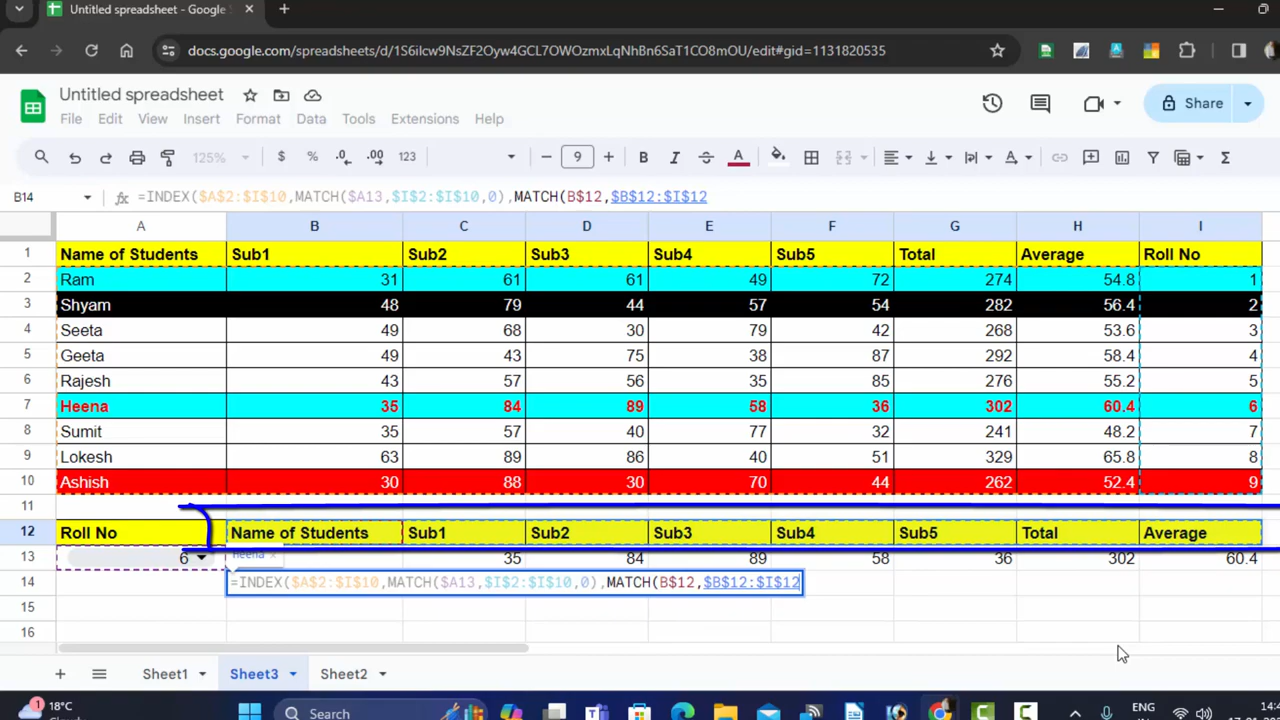 Untitled spreadsheet - Google
docs.google.com/spreadsheets/d/1S6ilcw9NsZF2Oyw4GCL7OWOzmxLqNhBn6SaT1CO8mOU/edit#gid=1131820535
Untitled spreadsheet
File Edit View Insert Format Data Tools Extensions Help
Share
125% $ % .0 .00 123 9 B I S A
B14 fx =INDEX($A$2:$I$10,MATCH($A13,$I$2:$I$10,0),MATCH(B$12,$B$12:$I$12
A B C D E F G H I
1 Name of Students Sub1 Sub2 Sub3 Sub4 Sub5 Total Average Roll No
2 Ram 31 61 61 49 72 274 54.8 1
3 Shyam 48 79 44 57 54 282 56.4 2
4 Seeta 49 68 30 79 42 268 53.6 3
5 Geeta 49 43 75 38 87 292 58.4 4
6 Rajesh 43 57 56 35 85 276 55.2 5
7 Heena 35 84 89 58 36 302 60.4 6
8 Sumit 35 57 40 77 32 241 48.2 7
9 Lokesh 63 89 86 40 51 329 65.8 8
10 Ashish 30 88 30 70 44 262 52.4 9
11
12 Roll No Name of Students Sub1 Sub2 Sub3 Sub4 Sub5 Total Average
13 6 Heena × 35 84 89 58 36 302 60.4
14 =INDEX($A$2:$I$10,MATCH($A13,$I$2:$I$10,0),MATCH(B$12,$B$12:$I$12
15
16
Sheet1 Sheet3 Sheet2
1 18°C Search ENG